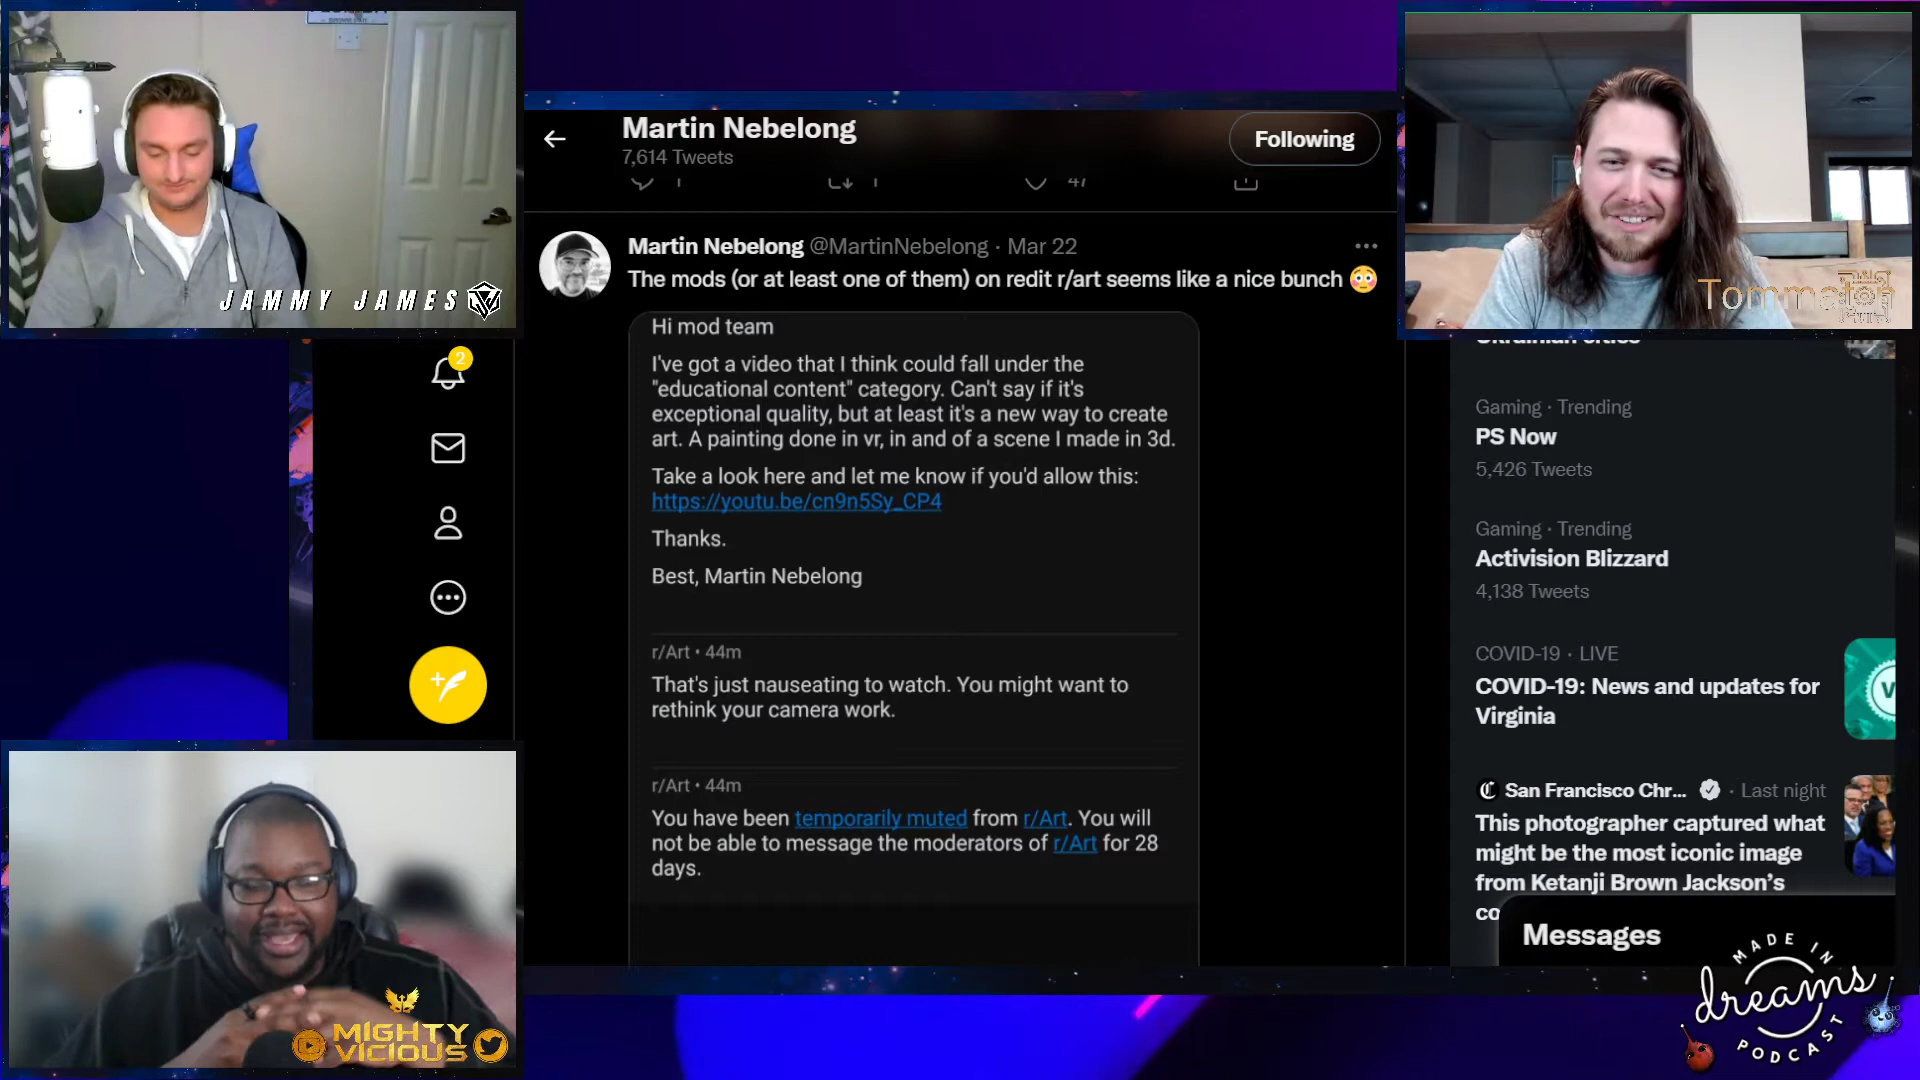 Martin Nebelong
7,614 Tweets
Following
47
Martin Nebelong @MartinNebelong · Mar 22
The mods (or at least one of them) on redit r/art seems like a nice bunch 😳
Hi mod team
I've got a video that I think could fall under the
"educational content" category. Can't say if it's
exceptional quality, but at least it's a new way to create
art. A painting done in vr, in and of a scene I made in 3d.
Take a look here and let me know if you'd allow this:
https://youtu.be/cn9n5Sy_CP4
Thanks.
Best, Martin Nebelong
r/Art • 44m
That's just nauseating to watch. You might want to
rethink your camera work.
r/Art • 44m
You have been temporarily muted from r/Art. You will
not be able to message the moderators of r/Art for 28
days.
JAMMY JAMES
2
MIGHTY
VICIOUS
Ukrainian cities
Gaming · Trending
PS Now
5,426 Tweets
Gaming · Trending
Activision Blizzard
4,138 Tweets
COVID-19 · LIVE
COVID-19: News and updates for
Virginia
San Francisco Chr... · Last night
This photographer captured what
might be the most iconic image
from Ketanji Brown Jackson's
co
Messages
MADE IN
dreams
PODCAST